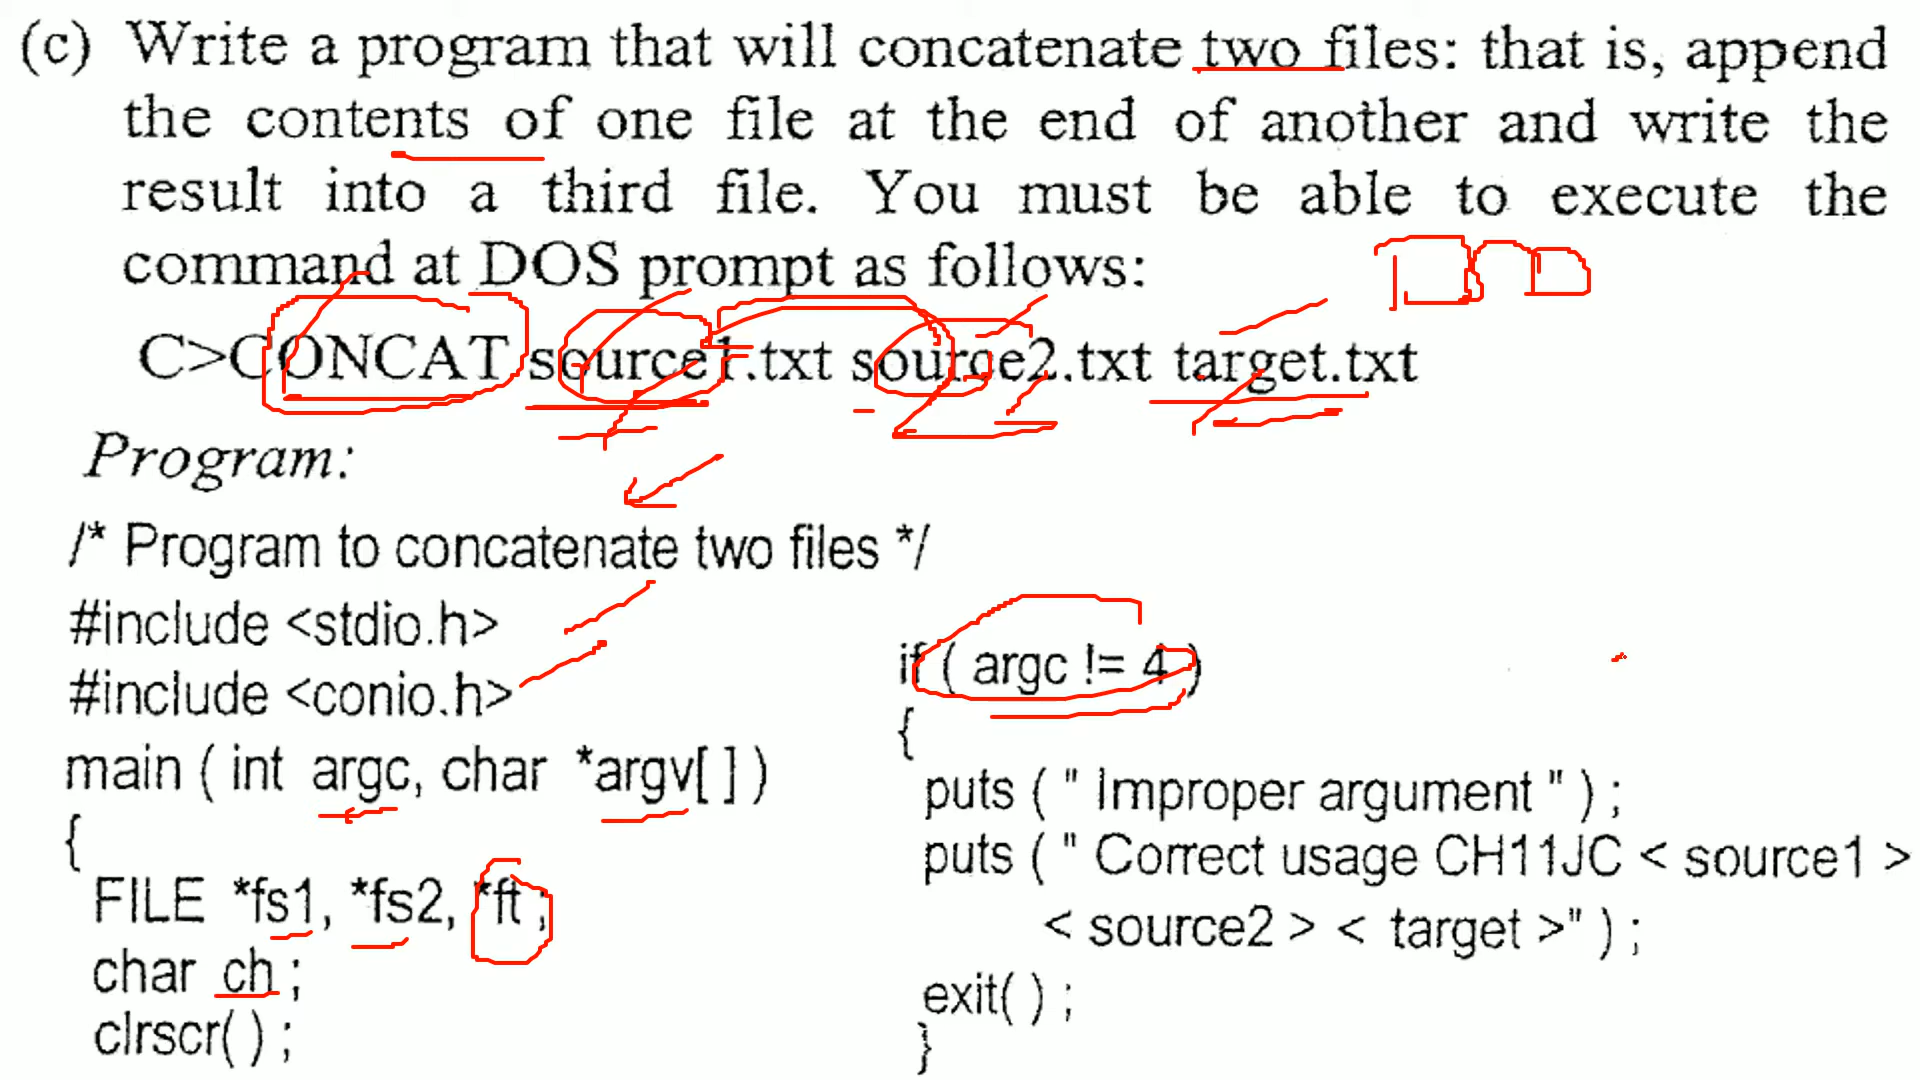 (c) Write a program that will concatenate two files: that is, append
the contents of one file at the end of another and write the
result into a third file. You must be able to execute the
command at DOS prompt as follows:
C>CONCAT source1.txt source2.txt target.txt
Program:
/* Program to concatenate two files */
#include <stdio.h>
#include <conio.h>
main ( int argc, char *argv[ ] )
{
FILE *fs1, *fs2, *ft ;
char ch ;
clrscr( ) ;
if ( argc != 4 )
{
puts ( " Improper argument " ) ;
puts ( " Correct usage CH11JC < source1 >
< source2 > < target >" ) ;
exit( ) ;
}